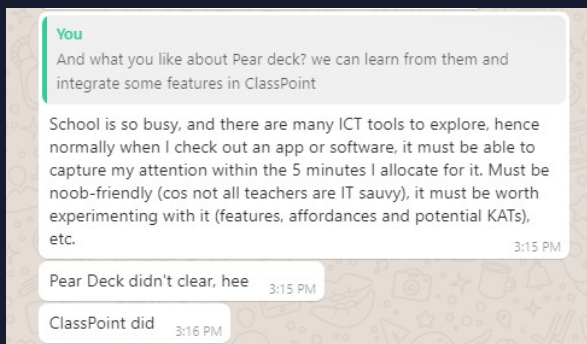 You
And what you like about Pear deck? we can learn from them and
integrate some features in ClassPoint
School is so busy, and there are many ICT tools to explore, hence
normally when I check out an app or software, it must be able to
capture my attention within the 5 minutes I allocate for it. Must be
noob-friendly (cos not all teachers are IT sauvy), it must be worth
experimenting with it (features, affordances and potential KATs),
etc.
3:15 PM
Pear Deck didn't clear, hee 3:15 PM
ClassPoint did 3:16 PM